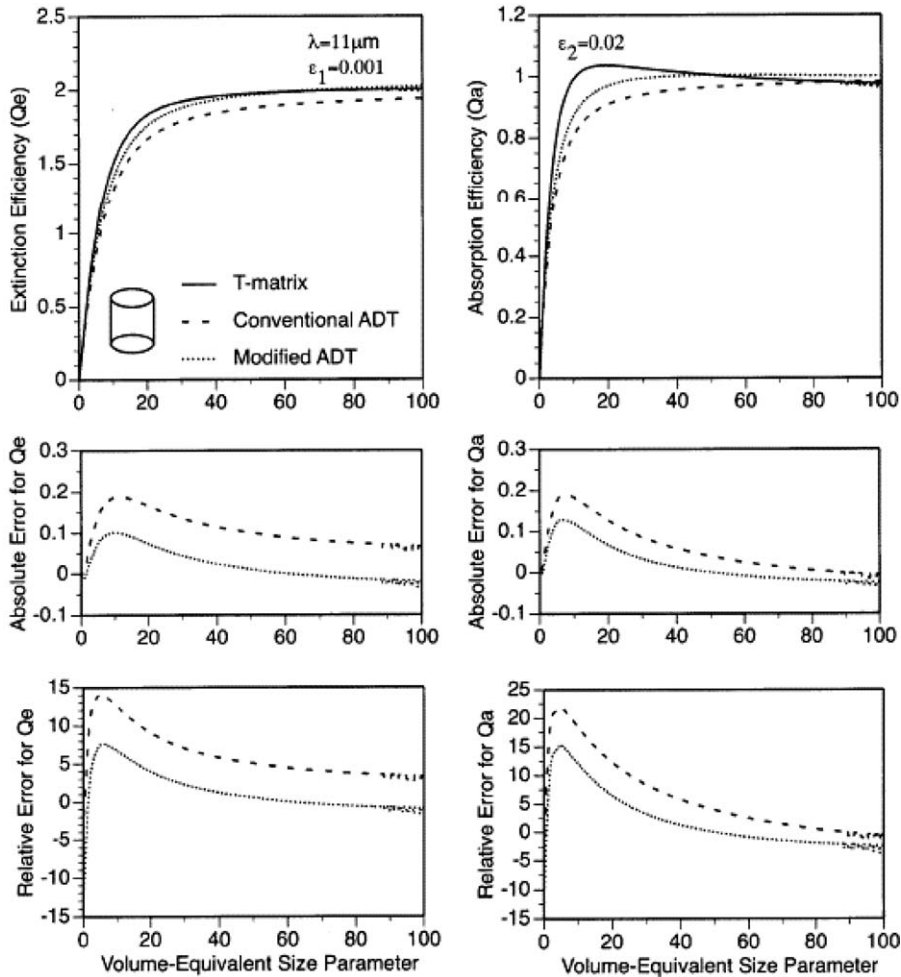 2.5
2
1.5
1
0.5
0
Extinction Efficiency (Qe)
λ=11μm
ε1=0.001
T-matrix
Conventional ADT
Modified ADT
0 20 40 60 80 100
1.2
1.0
0.8
0.6
0.4
0.2
0
Absorption Efficiency (Qa)
ε2=0.02
0 20 40 60 80 100
0.3
0.2
0.1
0
-0.1
Absolute Error for Qe
0 20 40 60 80 100
0.3
0.2
0.1
0
-0.1
Absolute Error for Qa
0 20 40 60 80 100
15
10
5
0
-5
-10
-15
Relative Error for Qe
0 20 40 60 80 100
Volume-Equivalent Size Parameter
25
20
15
10
5
0
-5
-10
-15
Relative Error for Qa
0 20 40 60 80 100
Volume-Equivalent Size Parameter